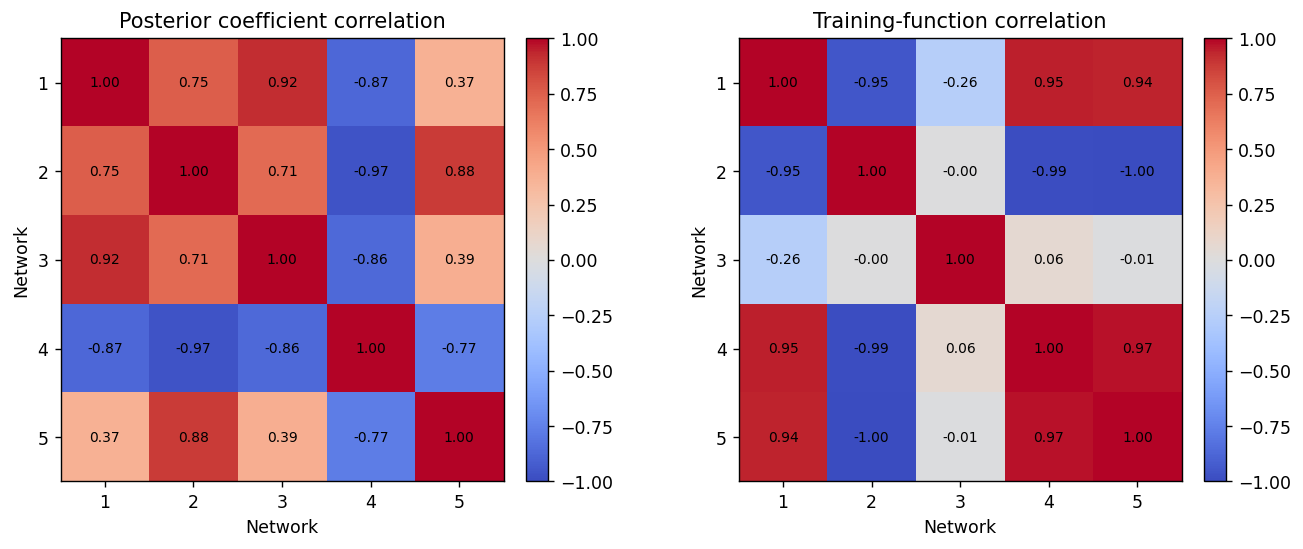 Posterior coefficient correlation
Network
1 1.00 0.75 0.92 -0.87 0.37
2 0.75 1.00 0.71 -0.97 0.88
3 0.92 0.71 1.00 -0.86 0.39
4 -0.87 -0.97 -0.86 1.00 -0.77
5 0.37 0.88 0.39 -0.77 1.00
1 2 3 4 5
Network
1.00
0.75
0.50
0.25
0.00
−0.25
−0.50
−0.75
−1.00
Training-function correlation
Network
1 1.00 -0.95 -0.26 0.95 0.94
2 -0.95 1.00 -0.00 -0.99 -1.00
3 -0.26 -0.00 1.00 0.06 -0.01
4 0.95 -0.99 0.06 1.00 0.97
5 0.94 -1.00 -0.01 0.97 1.00
1 2 3 4 5
Network
1.00
0.75
0.50
0.25
0.00
−0.25
−0.50
−0.75
−1.00